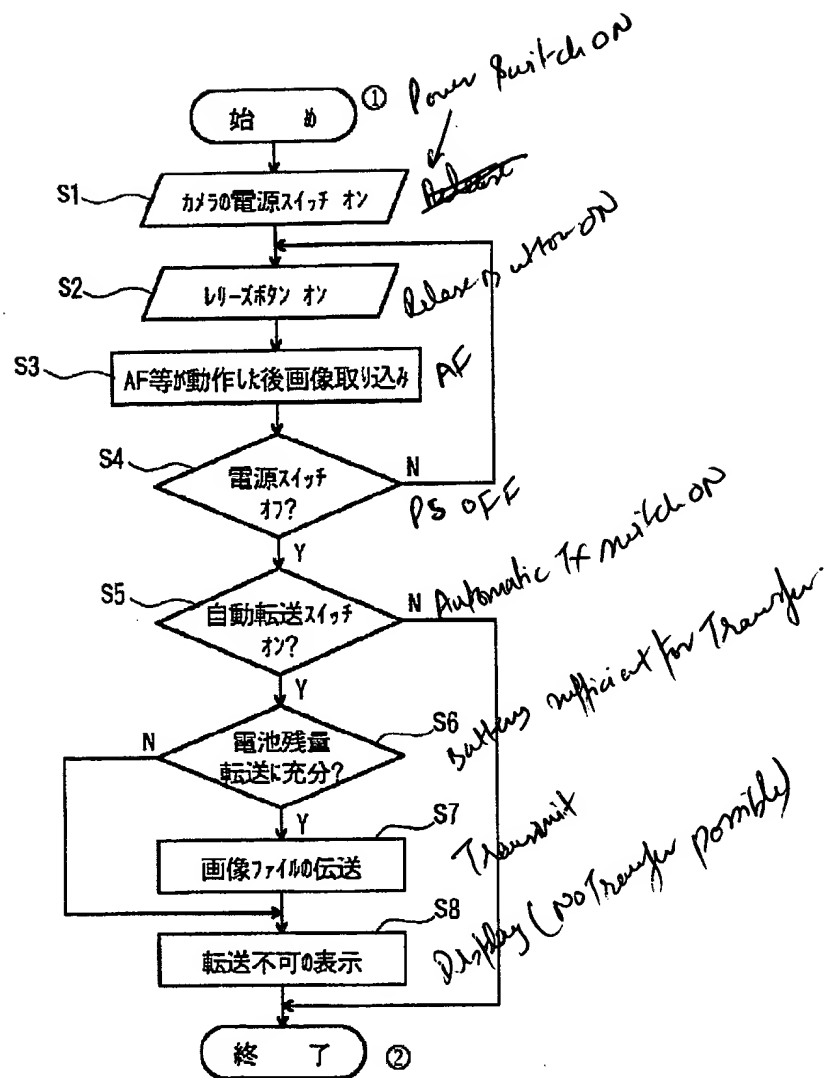 始 め ① Power Switch ON
S1 カメラの電源スイッチ オン Release
S2 レリーズボタン オン Release button ON
S3 AF等が動作した後画像取り込み AF
S4 電源スイッチ
オフ?
N
PS OFF
Y
S5 自動転送スイッチ
オン?
N Automatic Tx switch ON
Y
S6 電池残量
転送に充分?
N
Battery sufficient for Transfer.
Y
S7 画像ファイルの伝送 Transmit
S8 転送不可の表示 Display (No Transfer possible)
終 了 ②